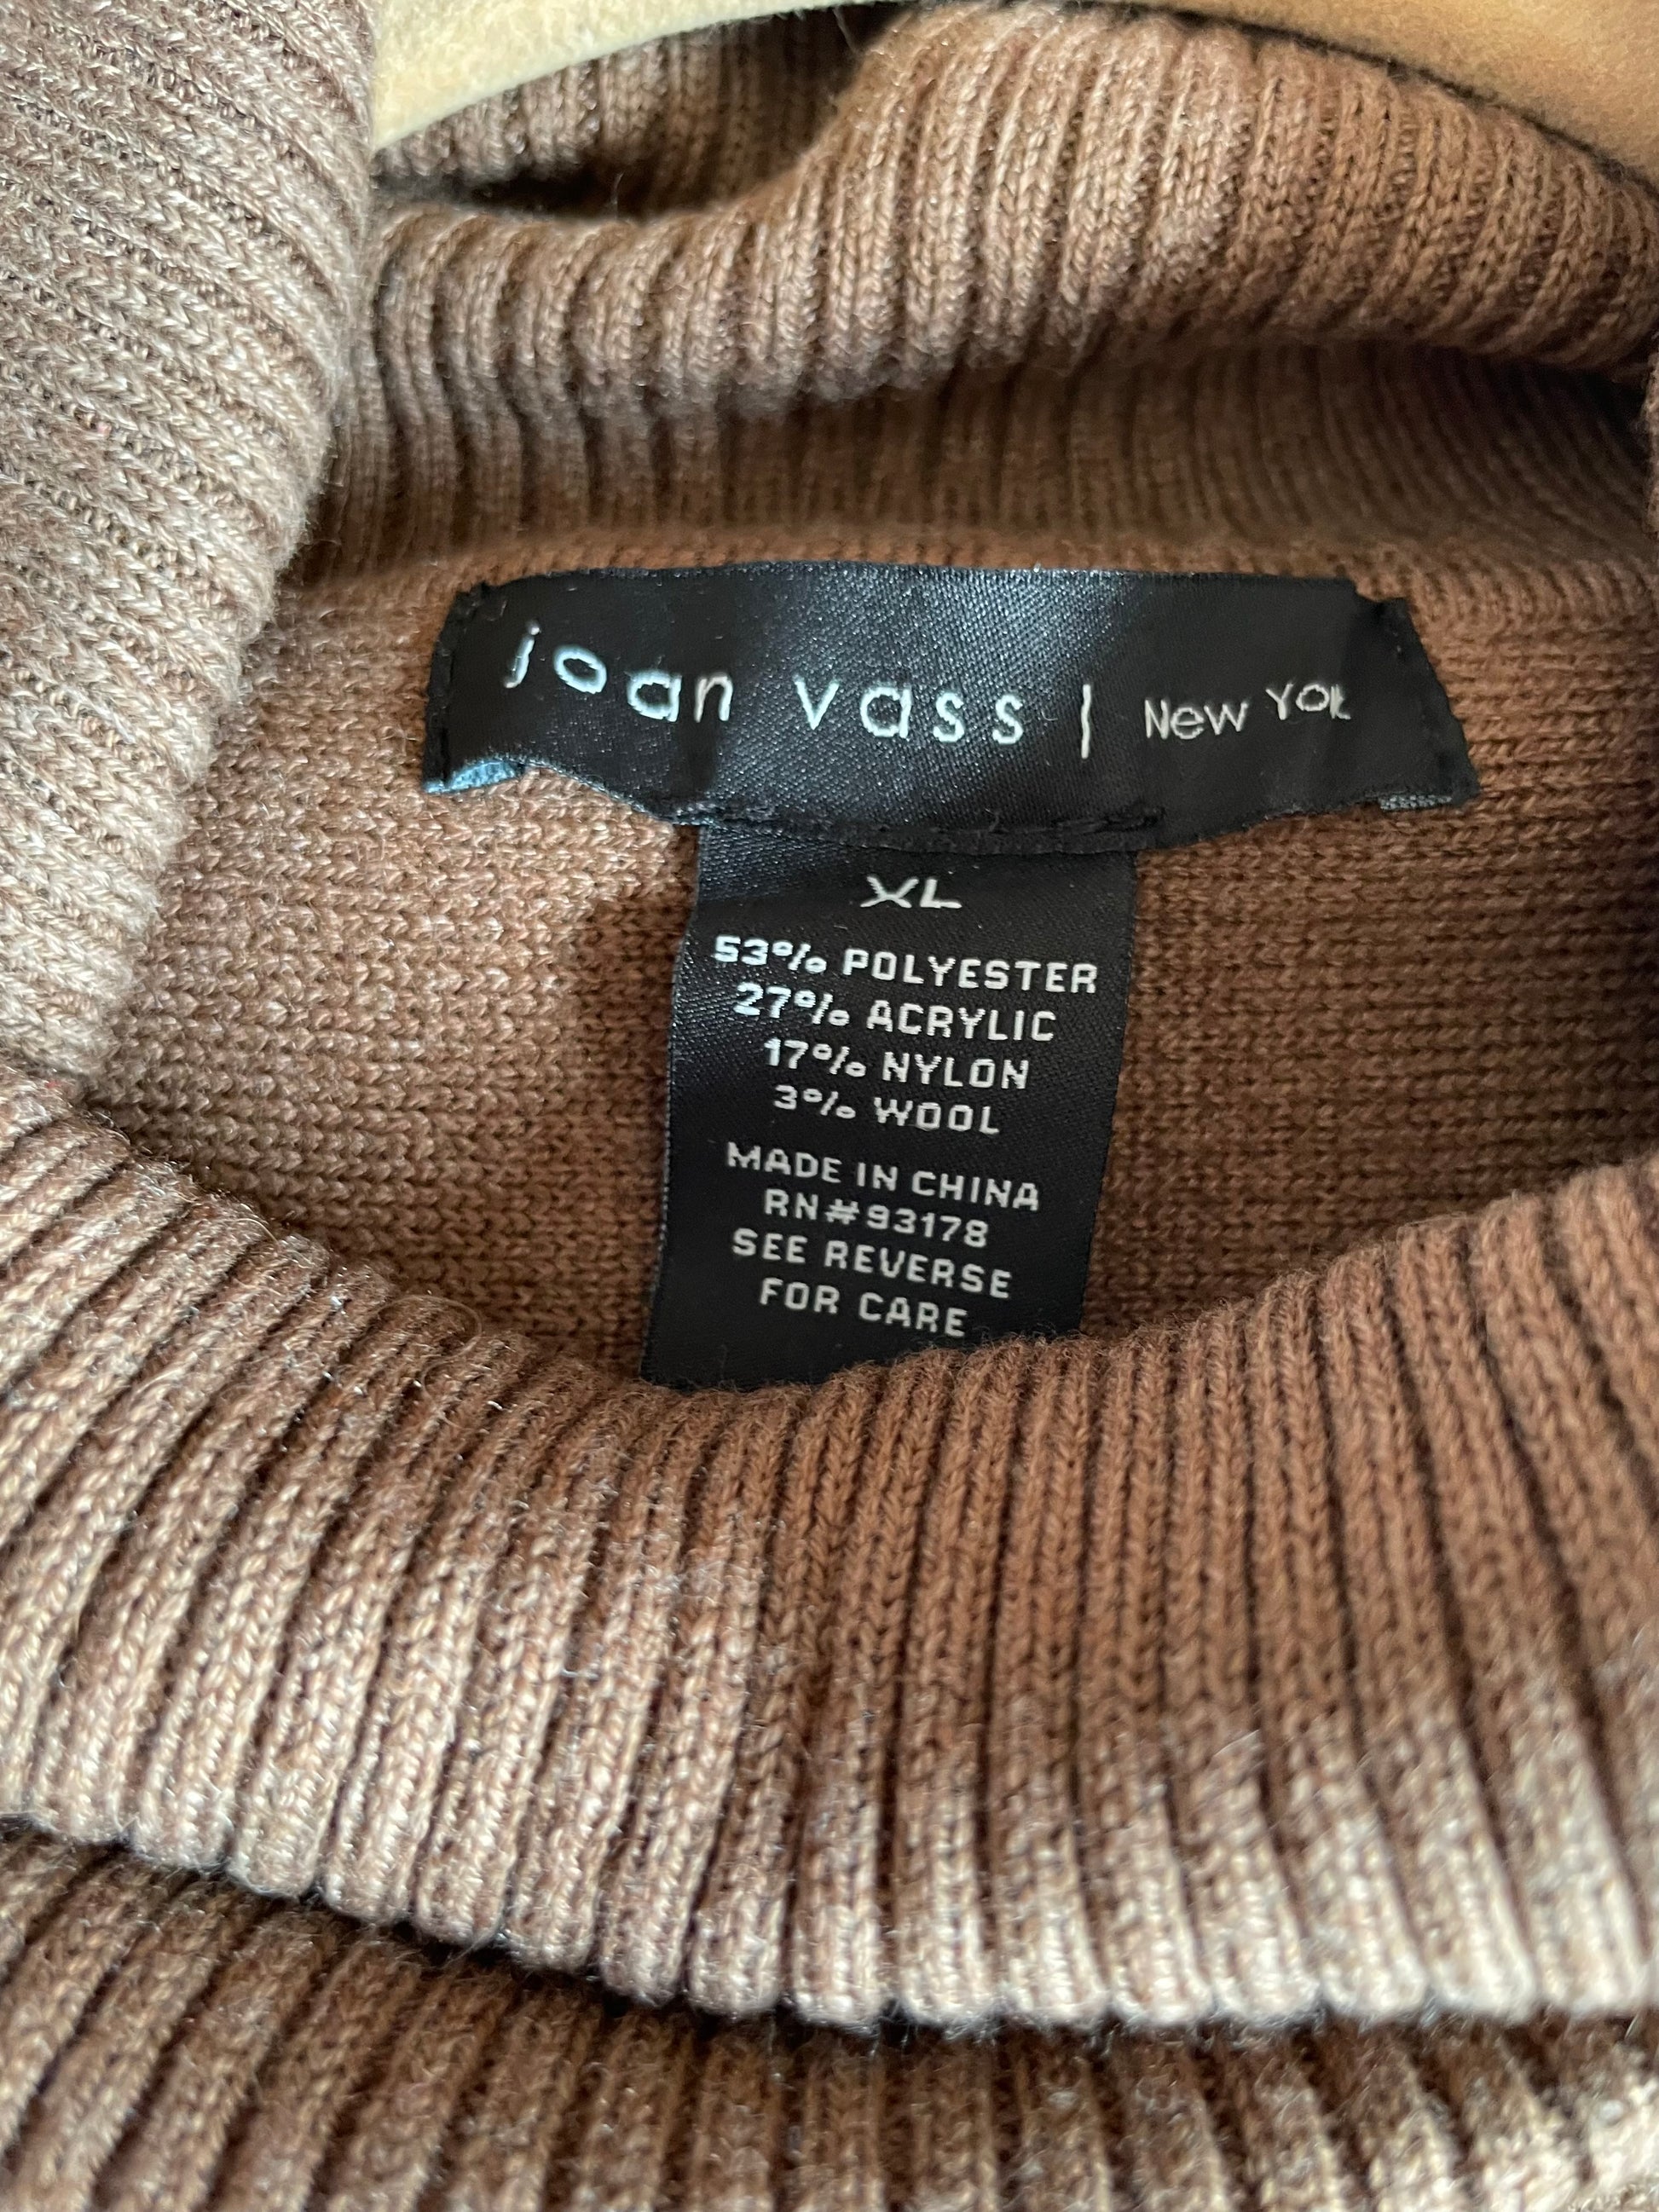 joan vass | New York
XL
53% POLYESTER
27% ACRYLIC
17% NYLON
3% WOOL
MADE IN CHINA
RN#93178
SEE REVERSE
FOR CARE